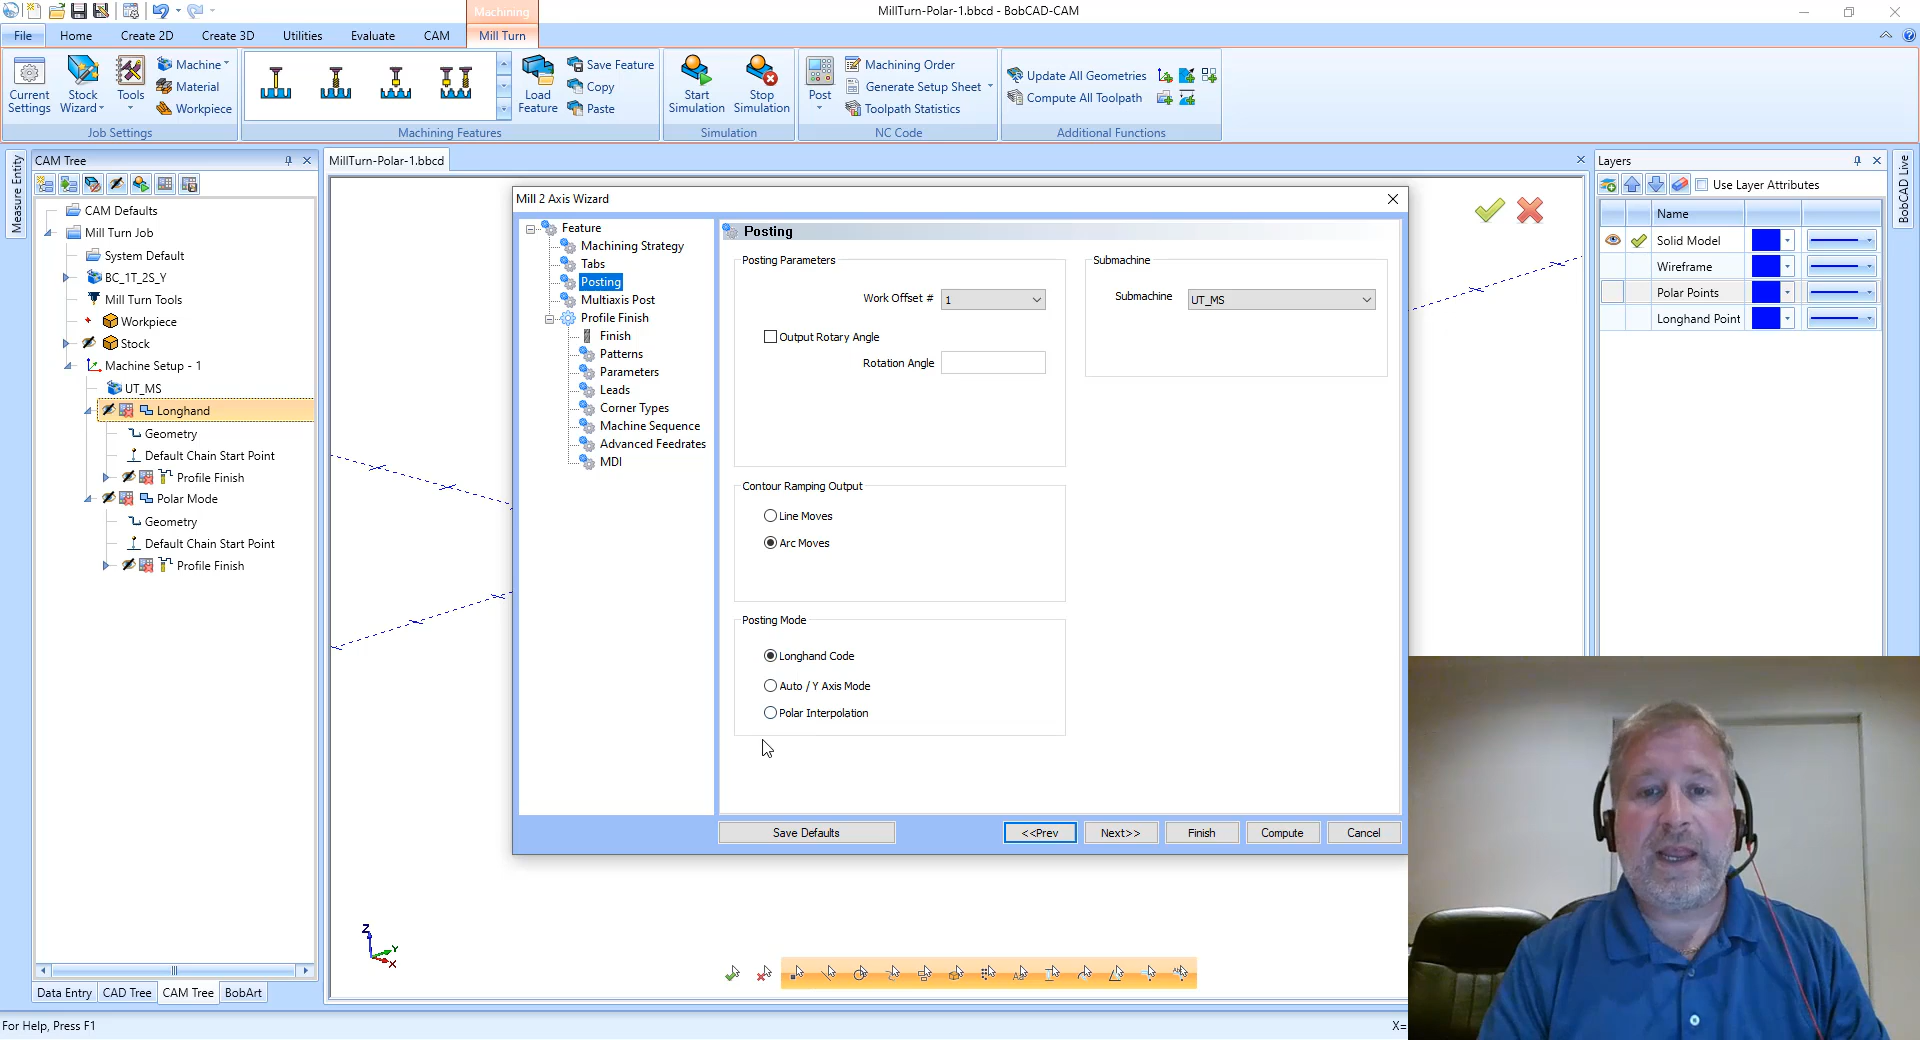 MillTurn-Polar-1.bbcd - BobCAD-CAM
Machining
File
Home
Create 2D
Create 3D
Utilities
Evaluate
CAM
Mill Turn
Current Settings
Stock Wizard
Tools
Machine
Material
Workpiece
Job Settings
Load Feature
Save Feature
Copy
Paste
Machining Features
Start Simulation
Stop Simulation
Simulation
Post
Machining Order
Generate Setup Sheet
Toolpath Statistics
NC Code
Update All Geometries
Compute All Toolpath
Additional Functions
Measure Entity
CAM Tree
CAM Defaults
Mill Turn Job
System Default
BC_1T_2S_Y
Mill Turn Tools
Workpiece
Stock
Machine Setup - 1
UT_MS
Longhand
Geometry
Default Chain Start Point
Profile Finish
Polar Mode
Geometry
Default Chain Start Point
Profile Finish
Data Entry
CAD Tree
CAM Tree
BobArt
For Help, Press F1
MillTurn-Polar-1.bbcd
Mill 2 Axis Wizard
Feature
Machining Strategy
Tabs
Posting
Multiaxis Post
Profile Finish
Finish
Patterns
Parameters
Leads
Corner Types
Machine Sequence
Advanced Feedrates
MDI
Posting
Posting Parameters
Work Offset # 1
Output Rotary Angle
Rotation Angle
Submachine
Submachine UT_MS
Contour Ramping Output
Line Moves
Arc Moves
Posting Mode
Longhand Code
Auto / Y Axis Mode
Polar Interpolation
Save Defaults
<<Prev
Next>>
Finish
Compute
Cancel
Z
Y
X
X=
Layers
Use Layer Attributes
Name
Solid Model
Wireframe
Polar Points
Longhand Point
BobCAD Live